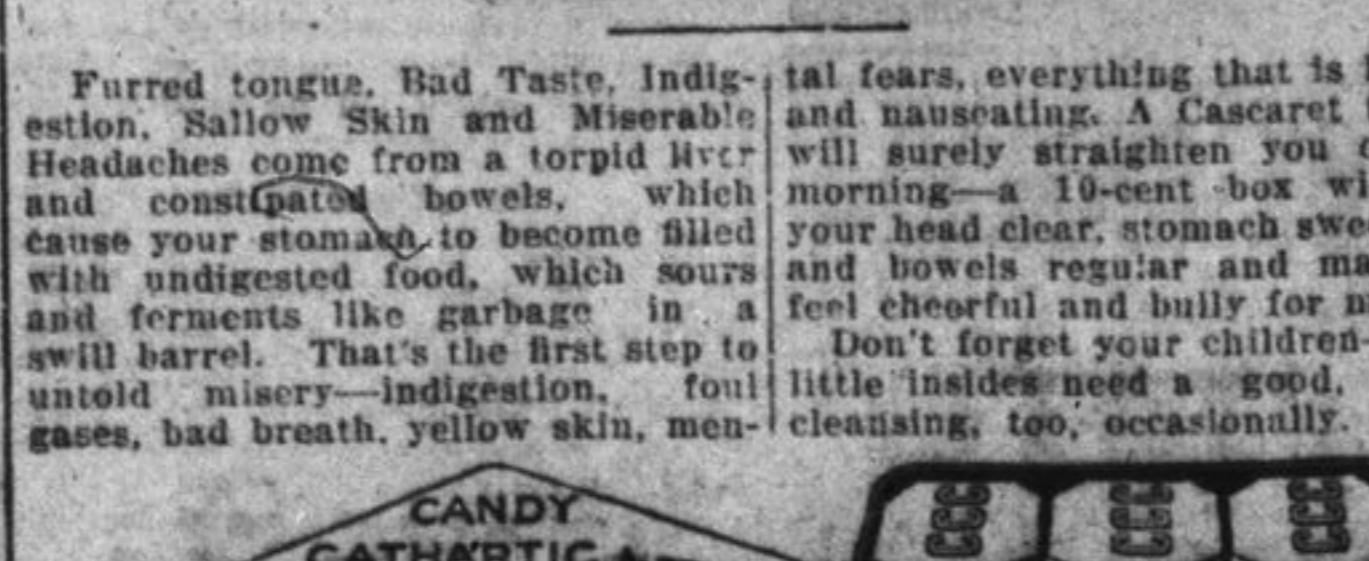 Furred tongue, Bad Taste, Indig-
estion, Sallow Skin and Miserable
Headaches come from a torpid liver
and constipated bowels, which
cause your stomach to become filled
with undigested food, which sours
and ferments like garbage in a
swill barrel. That's the first step to
untold misery—indigestion, foul
gases, bad breath, yellow skin, men-
tal fears, everything that is
and nauseating. A Cascaret
will surely straighten you
morning—a 10-cent box
your head clear, stomach
and bowels regular and
feel cheerful and bully for
Don't forget your children—
little insides need a good,
cleansing, too, occasionally.
CANDY
CATHARTIC
CCC CCC CCC